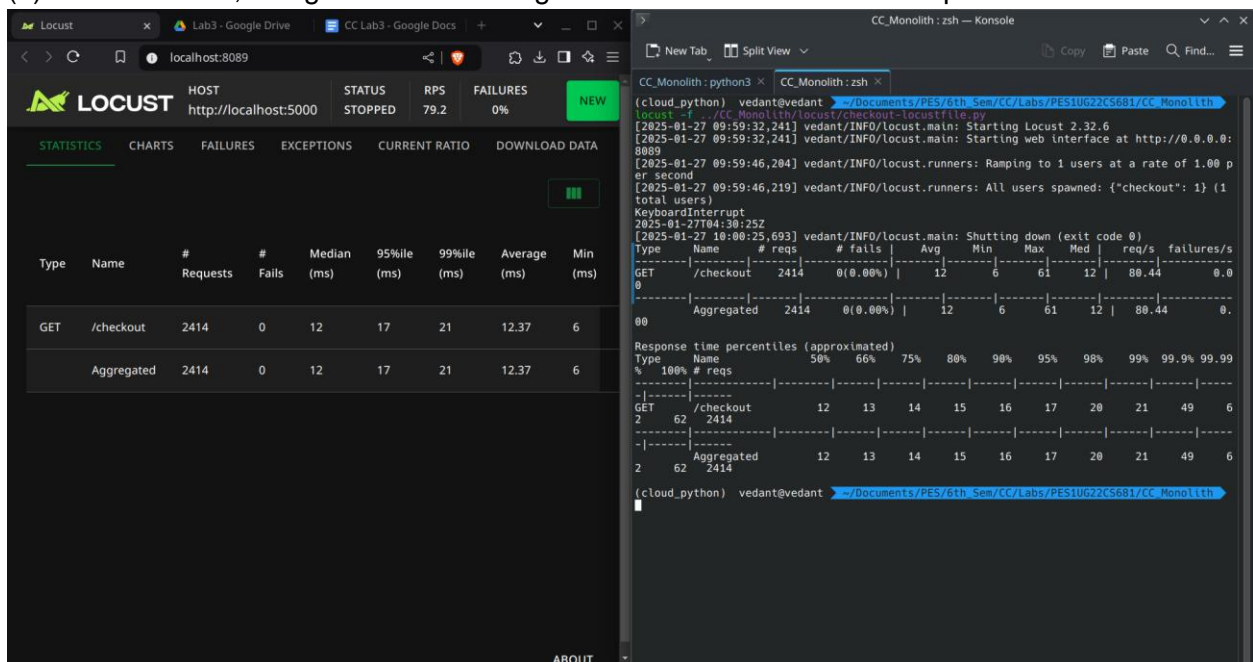 Locust
Lab3 - Google Drive
CC Lab3 - Google Docs
localhost:8089
LOCUST
HOST
http://localhost:5000
STATUS
STOPPED
RPS
79.2
FAILURES
0%
NEW
STATISTICS CHARTS FAILURES EXCEPTIONS CURRENT RATIO DOWNLOAD DATA
Type Name # Requests # Fails Median (ms) 95%ile (ms) 99%ile (ms) Average (ms) Min (ms)
GET /checkout 2414 0 12 17 21 12.37 6
Aggregated 2414 0 12 17 21 12.37 6
ABOUT
CC_Monolith : zsh — Konsole
New Tab Split View Copy Paste Find...
CC_Monolith : python3 CC_Monolith : zsh
(cloud_python) vedant@vedant ~/Documents/PES/6th_Sem/CC/Labs/PES1UG22CS681/CC_Monolith
locust -f ../CC_Monolith/locust/checkout-locustfile.py
[2025-01-27 09:59:32,241] vedant/INFO/locust.main: Starting Locust 2.32.6
[2025-01-27 09:59:32,241] vedant/INFO/locust.main: Starting web interface at http://0.0.0.0:
8089
[2025-01-27 09:59:46,204] vedant/INFO/locust.runners: Ramping to 1 users at a rate of 1.00 p
er second
[2025-01-27 09:59:46,219] vedant/INFO/locust.runners: All users spawned: {"checkout": 1} (1
total users)
KeyboardInterrupt
2025-01-27T04:30:25Z
[2025-01-27 10:00:25,693] vedant/INFO/locust.main: Shutting down (exit code 0)
Type Name # reqs # fails | Avg Min Max Med | req/s failures/s
--------|-------|-------|------------|-------|-------|-------|-------|--------|-----------
GET /checkout 2414 0(0.00%) | 12 6 61 12 | 80.44 0.0
0
--------|-------|-------|------------|-------|-------|-------|-------|--------|-----------
Aggregated 2414 0(0.00%) | 12 6 61 12 | 80.44 0.
00
Response time percentiles (approximated)
Type Name 50% 66% 75% 80% 90% 95% 98% 99% 99.9% 99.99
% 100% # reqs
--------|------------|--------|------|------|------|------|------|------|------|------|-----
-|------|------
GET /checkout 12 13 14 15 16 17 20 21 49 6
2 62 2414
--------|------------|--------|------|------|------|------|------|------|------|------|-----
-|------|------
Aggregated 12 13 14 15 16 17 20 21 49 6
2 62 2414
(cloud_python) vedant@vedant ~/Documents/PES/6th_Sem/CC/Labs/PES1UG22CS681/CC_Monolith